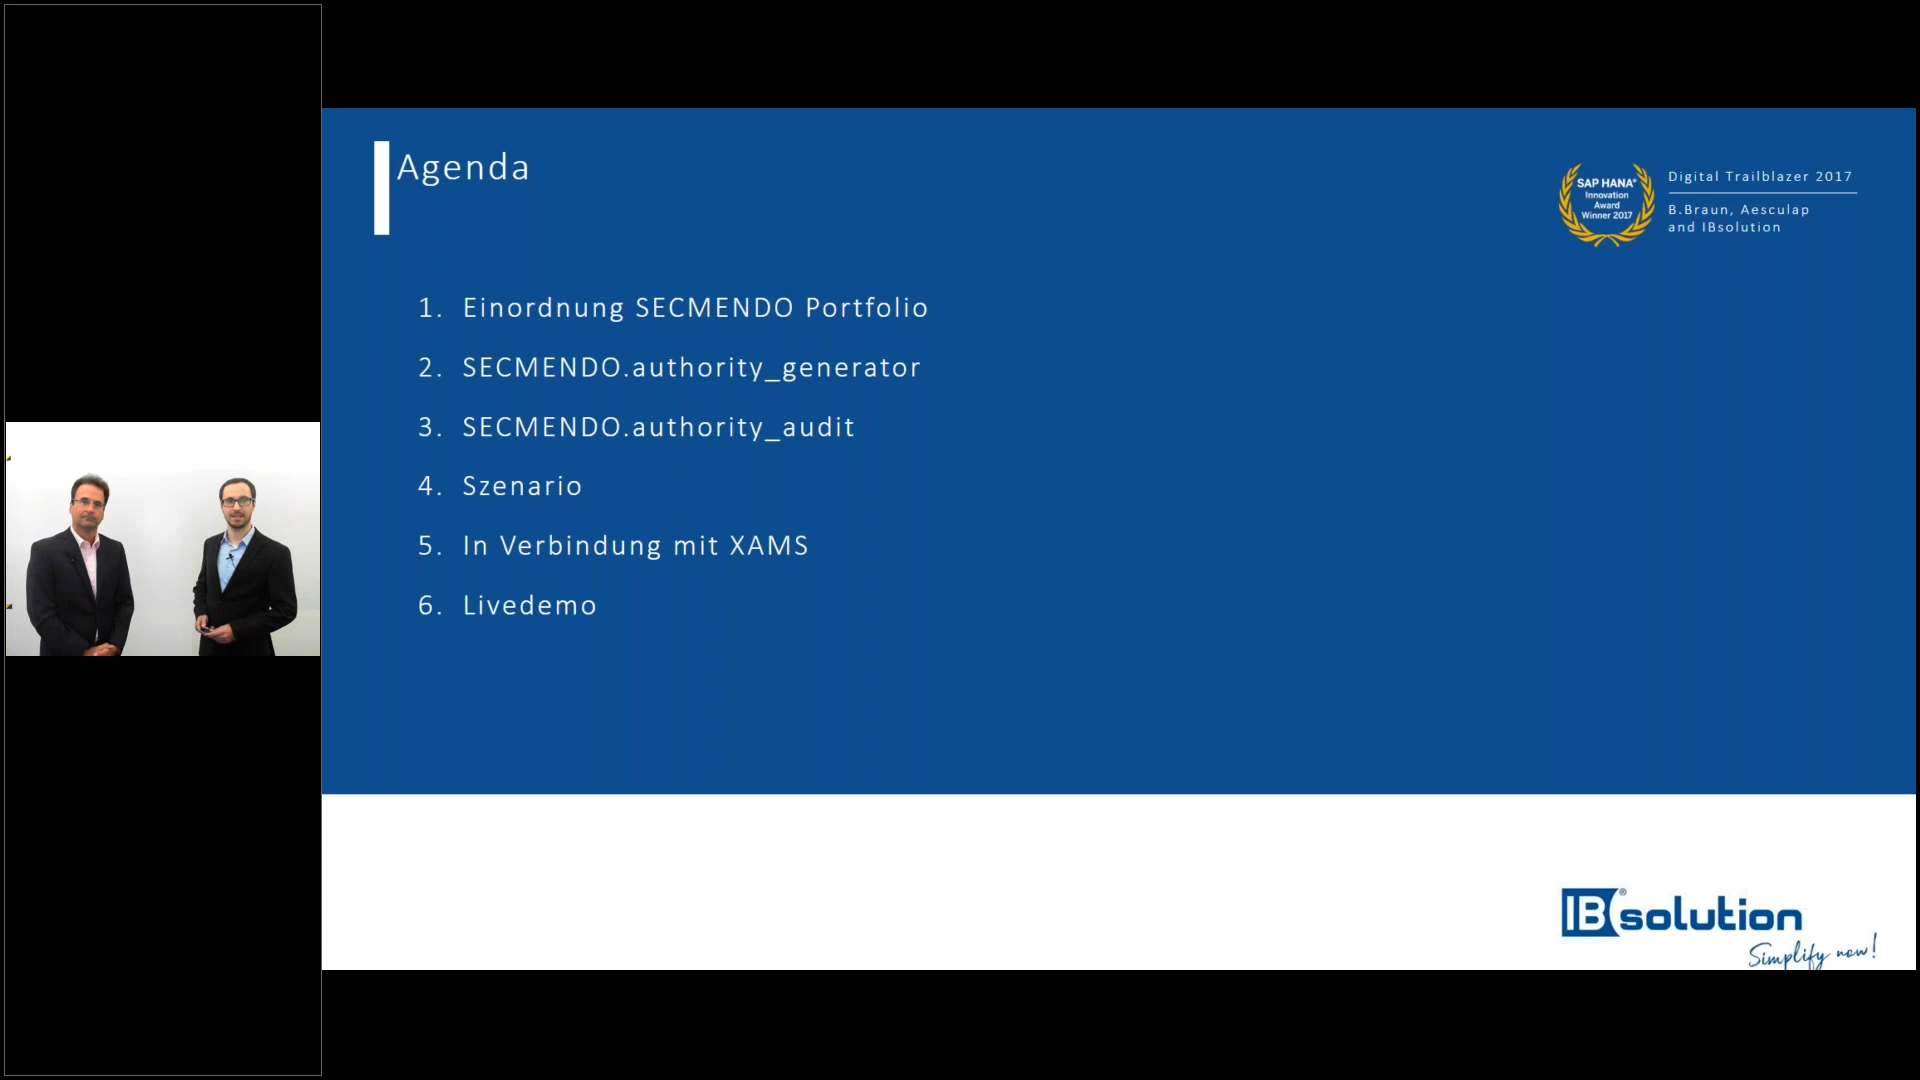 Agenda
SAP HANA®
Innovation
Award
Winner 2017
Digital Trailblazer 2017
B.Braun, Aesculap
and IBsolution
1. Einordnung SECMENDO Portfolio
2. SECMENDO.authority_generator
3. SECMENDO.authority_audit
4. Szenario
5. In Verbindung mit XAMS
6. Livedemo
IBsolution®
Simplify now!